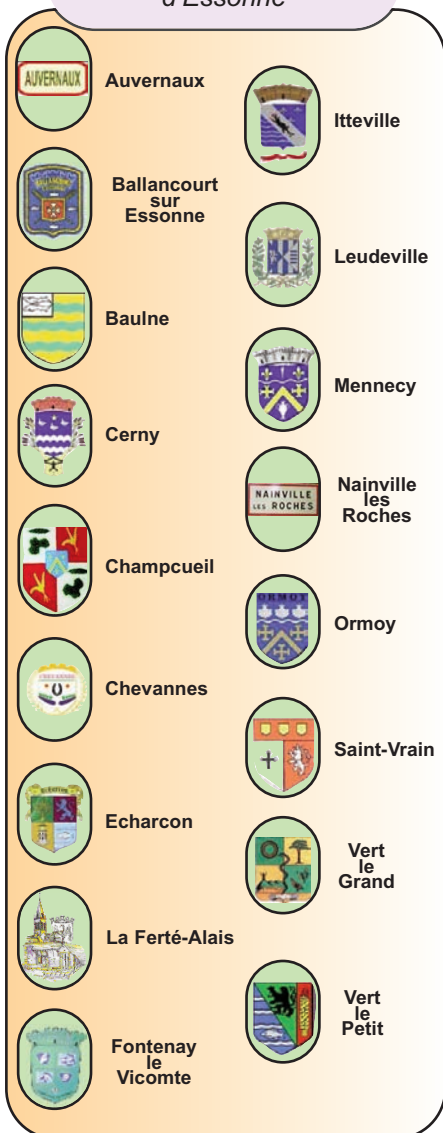 d'Essonne
AUVERNAUX
Auvernaux
Ballancourt
sur
Essonne
Baulne
Cerny
Champcueil
Chevannes
Echarcon
La Ferté-Alais
Fontenay
le
Vicomte
Itteville
Leudeville
Mennecy
NAINVILLE
LES ROCHES
Nainville
les
Roches
ORMOY
Ormoy
Saint-Vrain
Vert
le
Grand
Vert
le
Petit